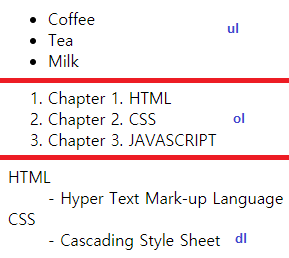 • Coffee
• Tea
• Milk
ul
1. Chapter 1. HTML
2. Chapter 2. CSS
3. Chapter 3. JAVASCRIPT
ol
HTML
- Hyper Text Mark-up Language
CSS
- Cascading Style Sheet
dl